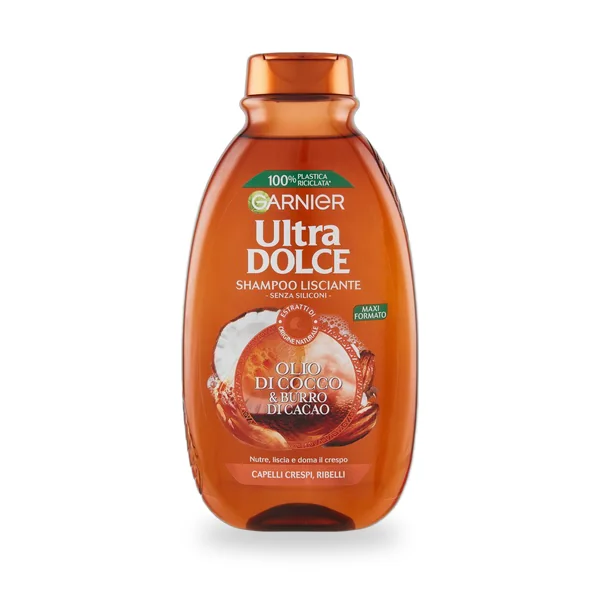 100% PLASTICA
RICICLATA*
GARNIER
Ultra
DOLCE
SHAMPOO LISCIANTE
- SENZA SILICONI -
MAXI
FORMATO
ESTRATTI DI
ORIGINE NATURALE
OLIO
DI COCCO
& BURRO
DI CACAO
Nutre, liscia e doma il crespo
CAPELLI CRESPI, RIBELLI